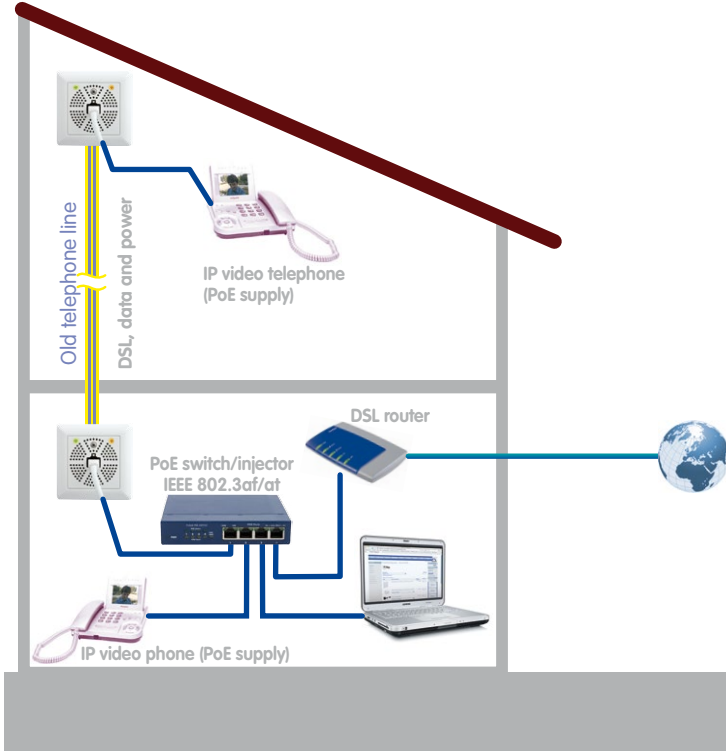 Old telephone line
DSL, data and power
IP video telephone
(PoE supply)
DSL router
PoE switch/injector
IEEE 802.3af/at
IP video phone (PoE supply)